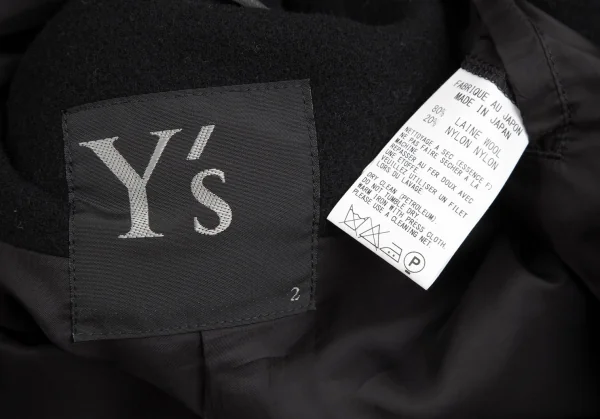 Y's
2
FABRIQUE AU JAPON
MADE IN JAPAN
80% LAINE WOOL
20% NYLON NYLON
NETTOYAGE A SEC (ESSENCE F)
NE PAS FAIRE SECHER A LA
REPASSER AU FER DOUX AVEC
UNE ETOFFE
VEUILLEZ UTILISER UN FILET
LORS DU LAVAGE
DRY CLEAN (PETROLEUM).
DO NOT TUMBLE DRY.
WARM IRON WITH PRESS CLOTH.
PLEASE USE A CLEANING NET.
P